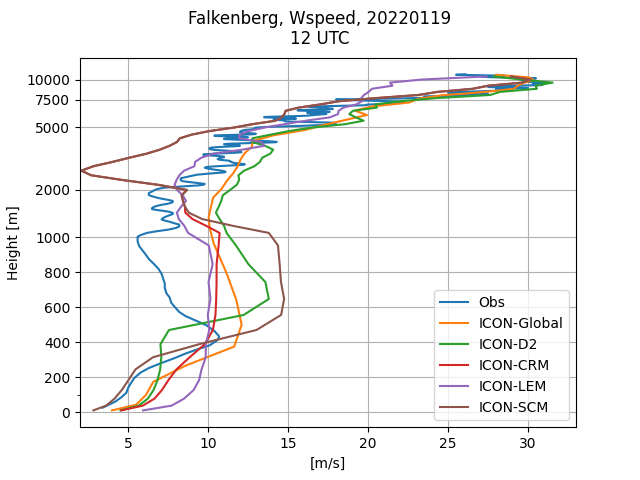 Falkenberg, Wspeed, 20220119
12 UTC
Height [m]
10000
7500
5000
2000
1000
800
600
400
200
0
Obs
ICON-Global
ICON-D2
ICON-CRM
ICON-LEM
ICON-SCM
5 10 15 20 25 30
[m/s]